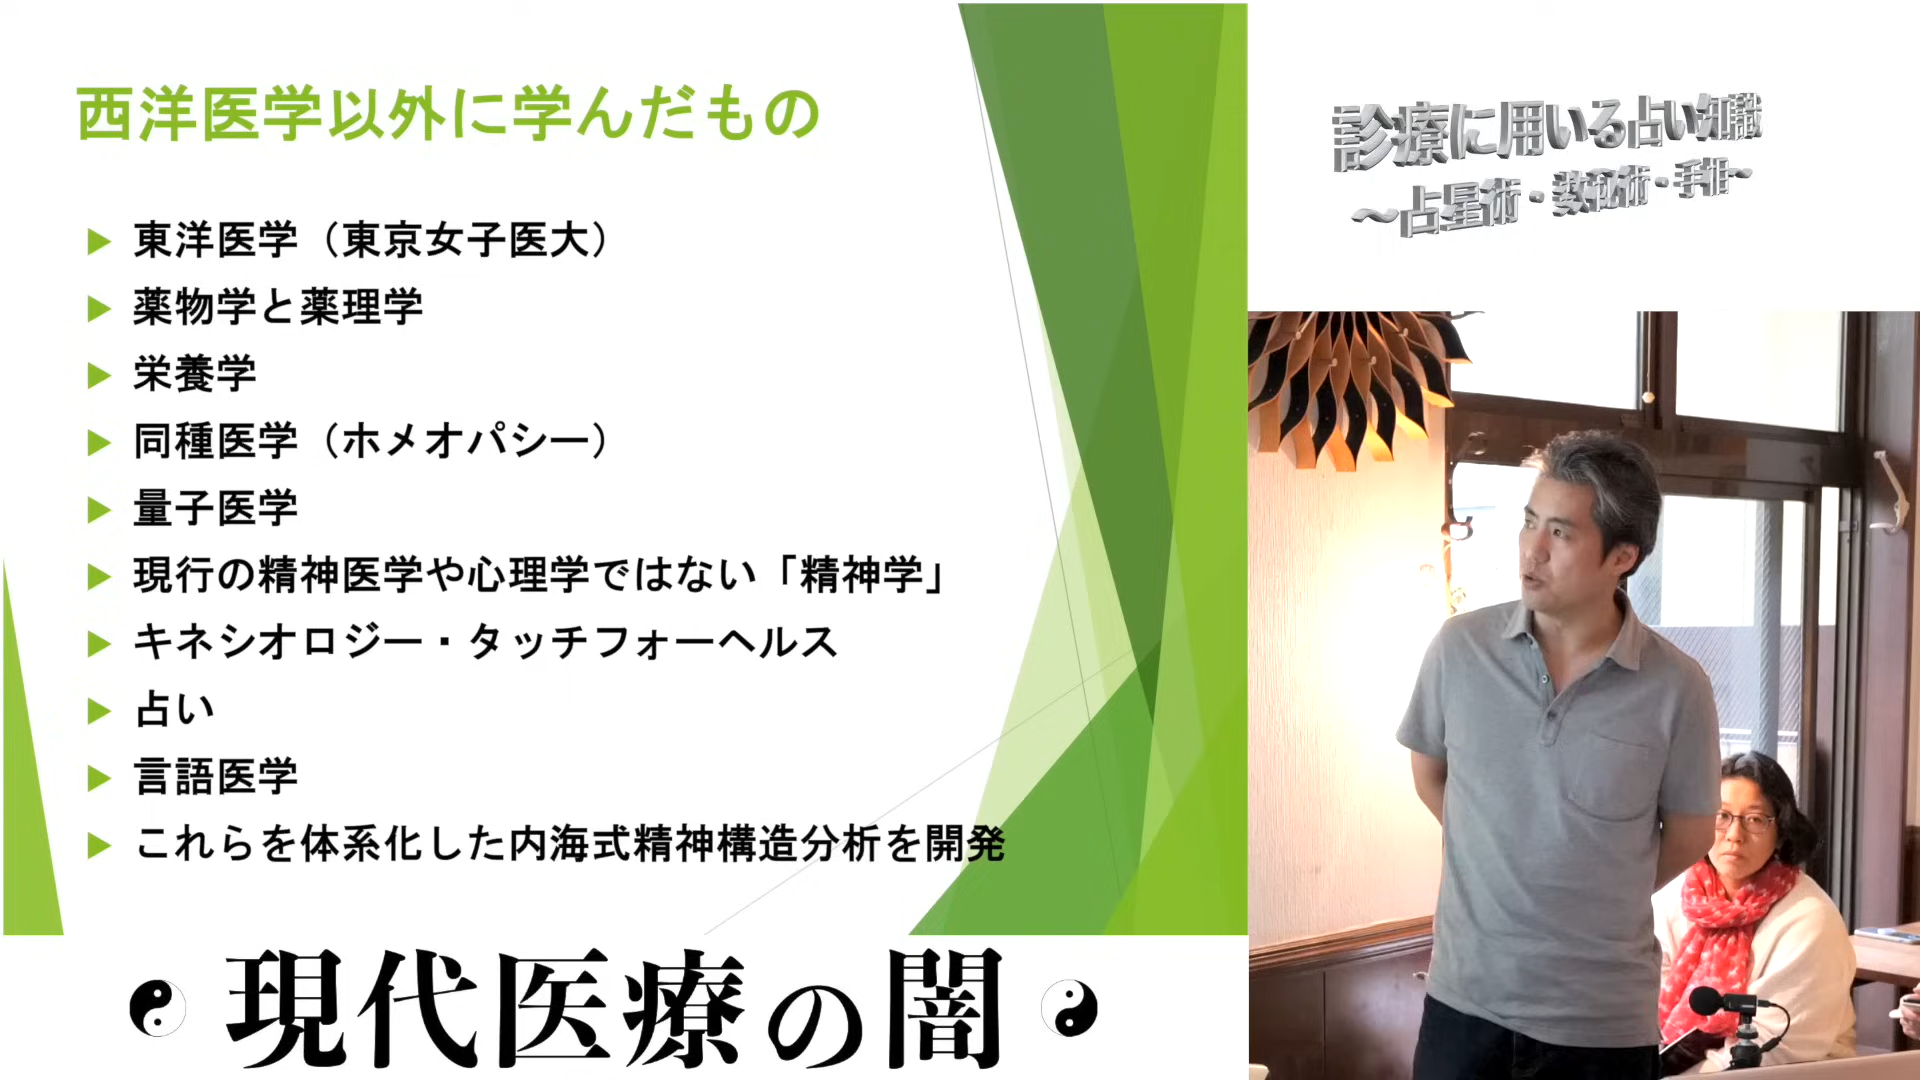 西洋医学以外に学んだもの
東洋医学（東京女子医大）
薬物学と薬理学
栄養学
同種医学（ホメオパシー）
量子医学
現行の精神医学や心理学ではない「精神学」
キネシオロジー・タッチフォーヘルス
占い
言語医学
これらを体系化した内海式精神構造分析を開発
診療に用いる占い知識
～占星術・数秘術・手相～
現代医療の闇